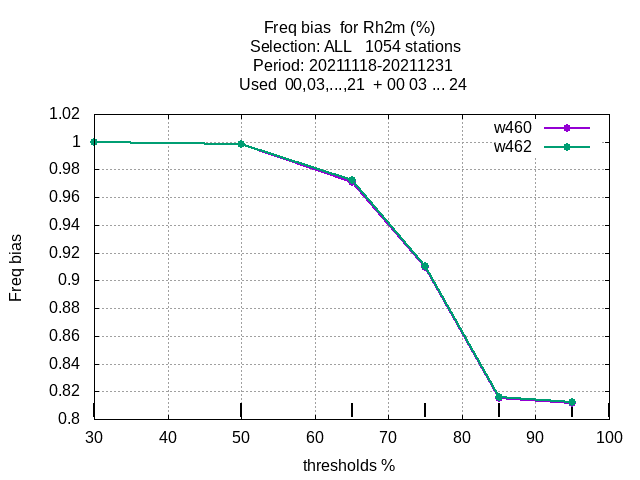 Freq bias  for Rh2m (%)
Selection: ALL   1054 stations
Period: 20211118-20211231
Used  00,03,...,21  + 00 03 ... 24
w460
w462
1.02
1
0.98
0.96
0.94
0.92
0.9
0.88
0.86
0.84
0.82
0.8
Freq bias
30 40 50 60 70 80 90 100
thresholds %